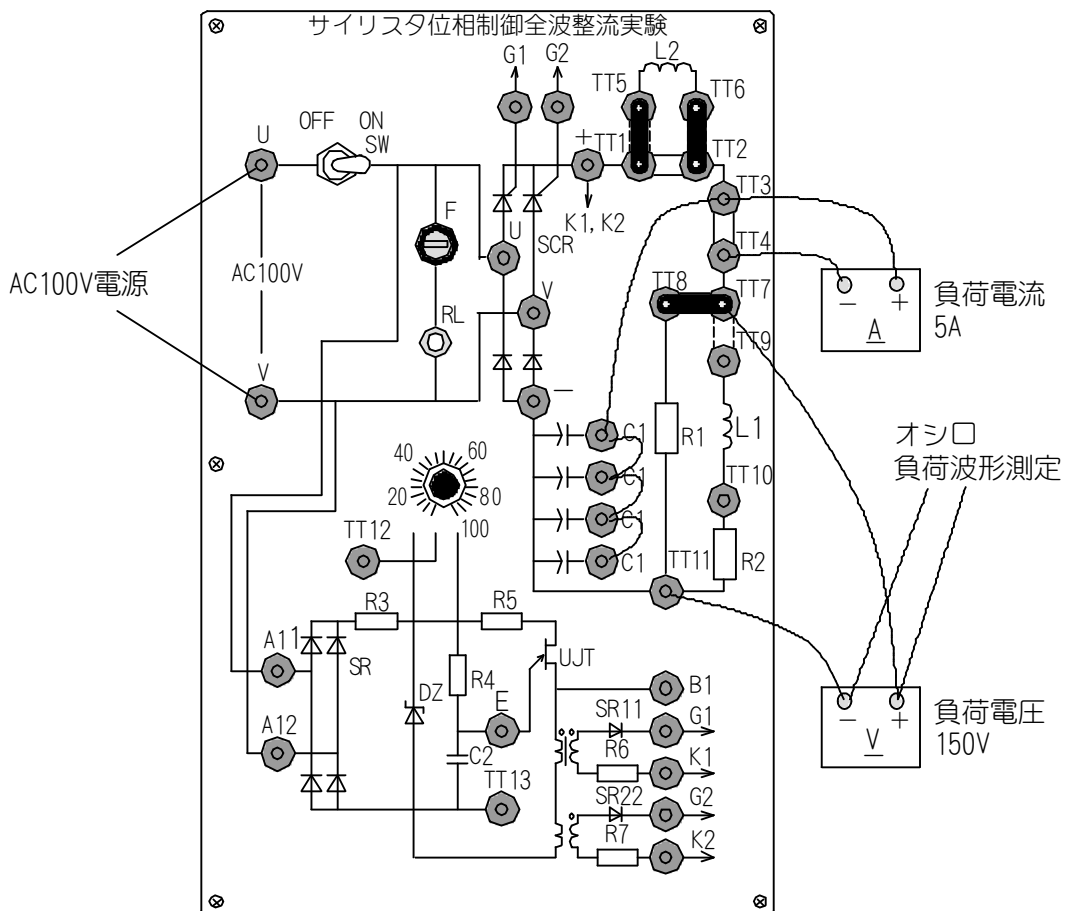 サイリスタ位相制御全波整流実験
G1
G2
L2
TT5
TT6
OFF
ON
SW
U
+
TT1
TT2
TT3
K1, K2
F
U
SCR
TT4
AC100V電源
AC100V
TT8
TT7
－ +
A
負荷電流
5A
RL
V
TT9
V
－
C1
R1
L1
オシロ
負荷波形測定
C1
40
60
20
80
100
TT10
C1
TT12
C1
TT11
R2
R3
R5
A11
SR
UJT
R4
DZ
E
B1
A12
SR11
G1
－ +
V
負荷電圧
150V
C2
R6
K1
TT13
SR22
G2
R7
K2